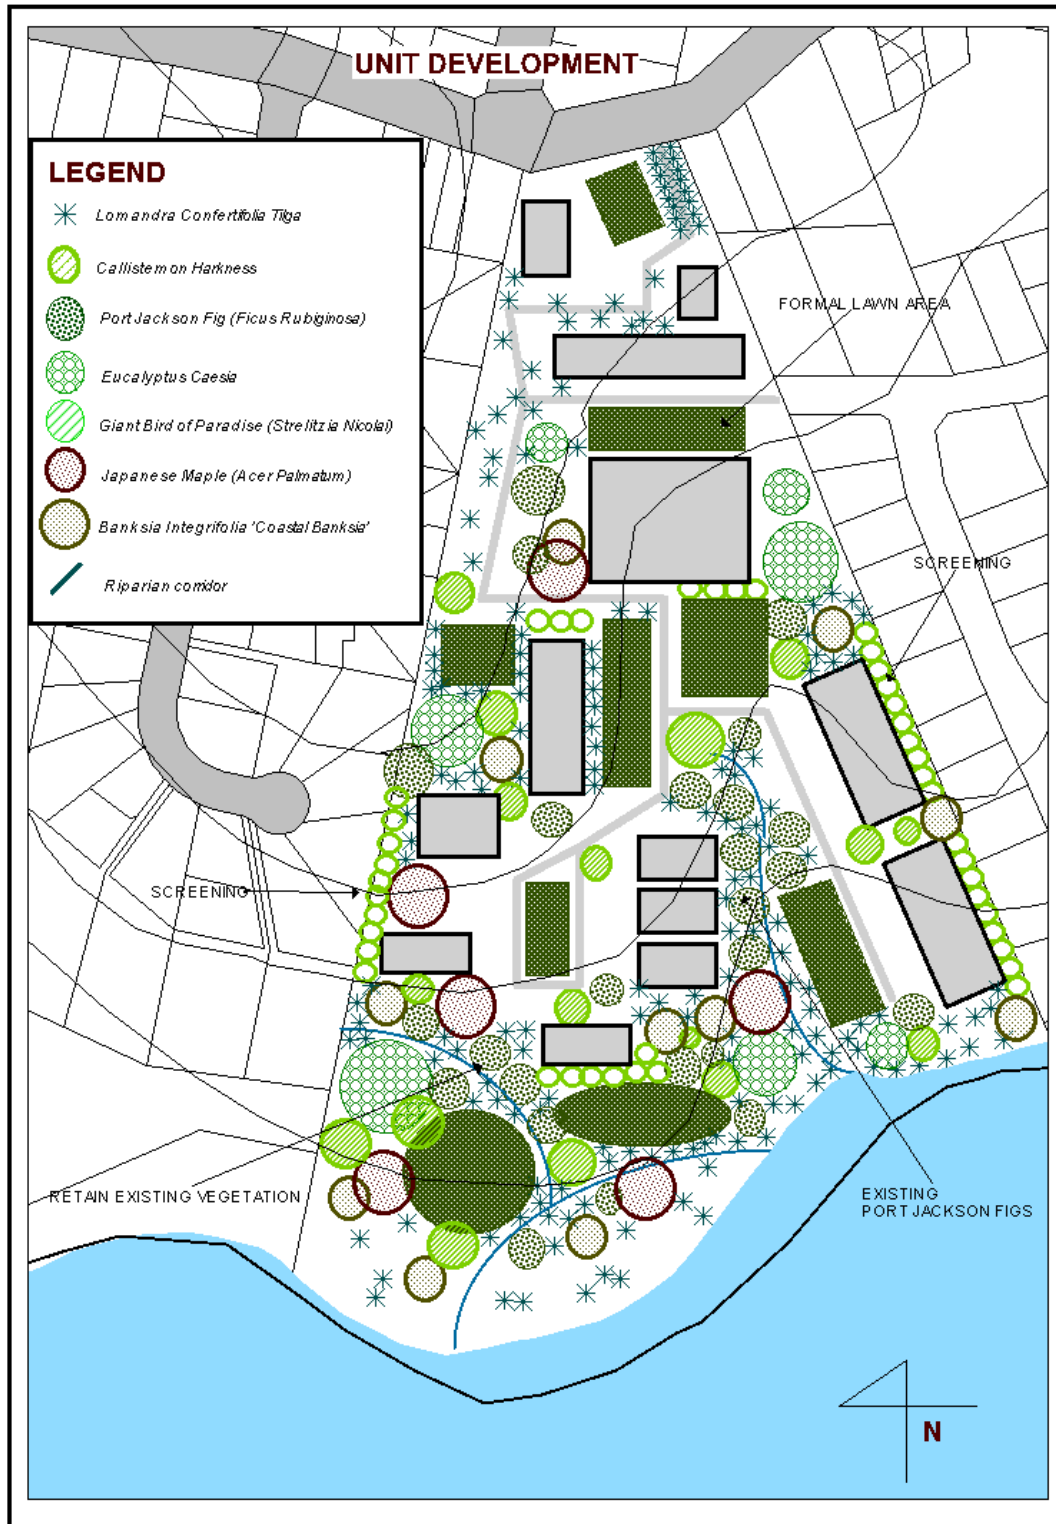 UNIT DEVELOPMENT
LEGEND
Lomandra Confertifolia Tilga
Callistemon Harkness
Port Jackson Fig (Ficus Rubiginosa)
Eucalyptus Caesia
Giant Bird of Paradise (Strelitzia Nicolai)
Japanese Maple (Acer Palmatum)
Banksia Integrifolia 'Coastal Banksia'
Riparian corridor
FORMAL LAWN AREA
SCREENING
SCREENING
RETAIN EXISTING VEGETATION
EXISTING
PORT JACKSON FIGS
N